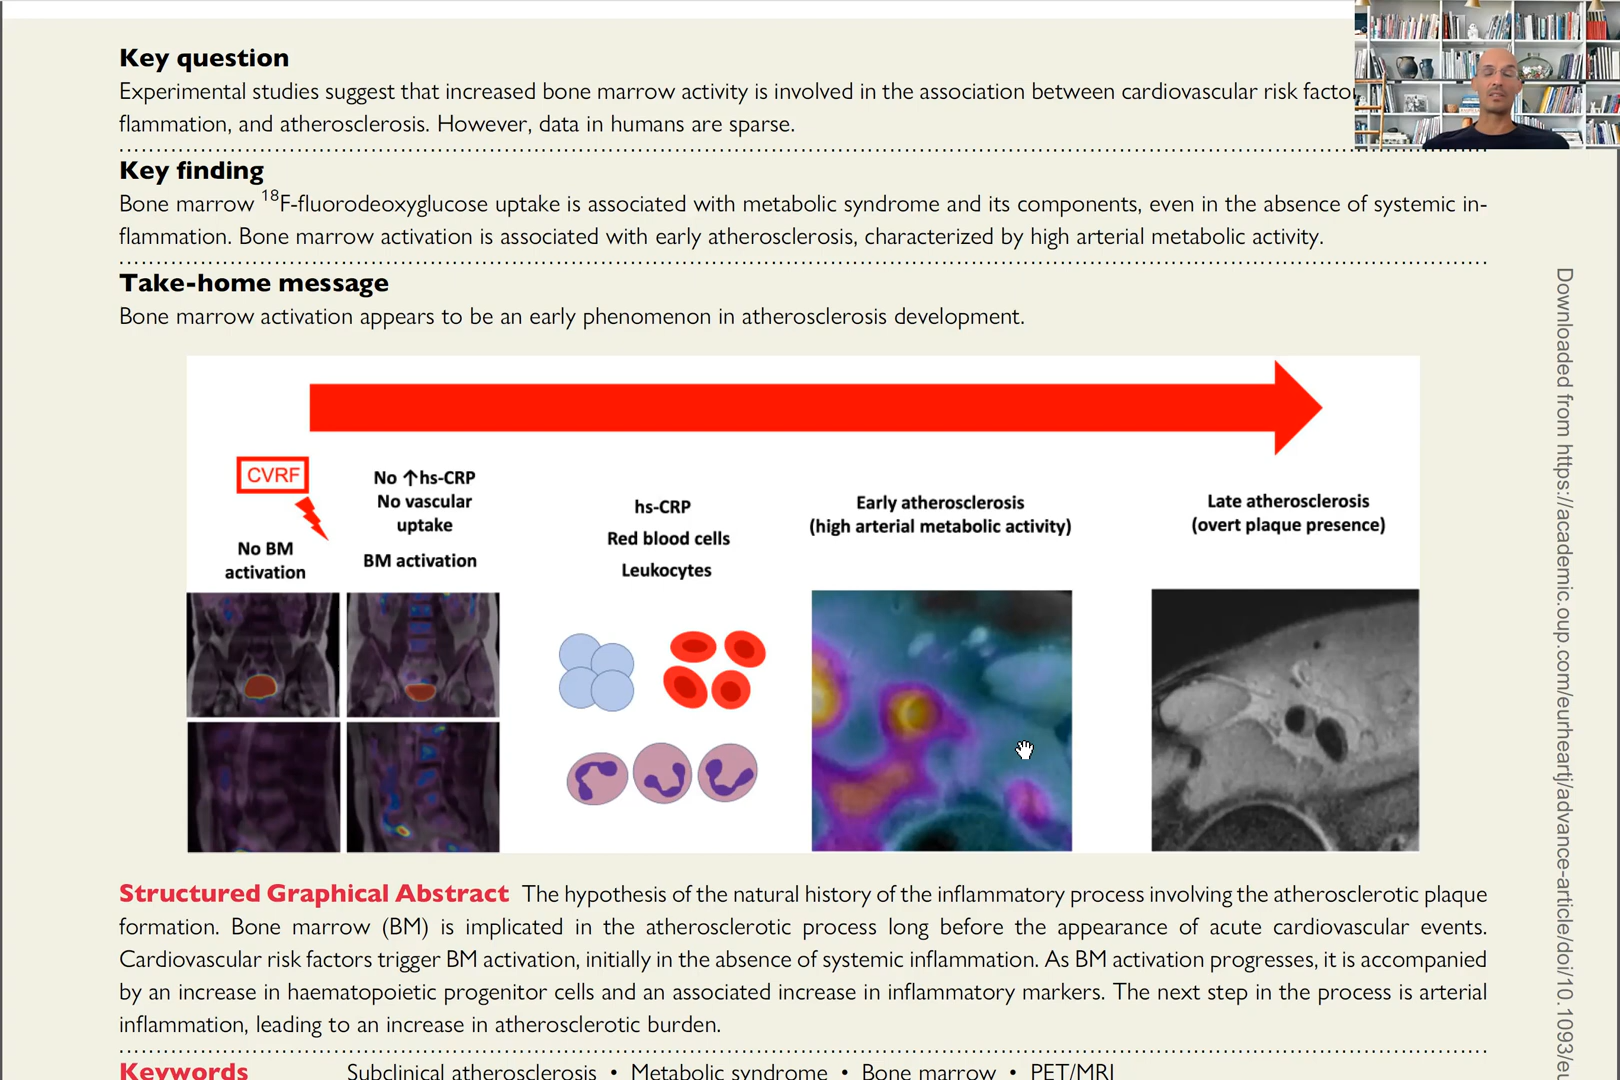 Key question
Experimental studies suggest that increased bone marrow activity is involved in the association between cardiovascular risk
flammation, and atherosclerosis. However, data in humans are sparse.
Key finding
Bone marrow 18F-fluorodeoxyglucose uptake is associated with metabolic syndrome and its components, even in the absence of systemic in-
flammation. Bone marrow activation is associated with early atherosclerosis, characterized by high arterial metabolic activity.
Take-home message
Bone marrow activation appears to be an early phenomenon in atherosclerosis development.
CVRF
No BM
activation
No ↑hs-CRP
No vascular
uptake
BM activation
hs-CRP
Red blood cells
Leukocytes
Early atherosclerosis
(high arterial metabolic activity)
Late atherosclerosis
(overt plaque presence)
Structured Graphical Abstract The hypothesis of the natural history of the inflammatory process involving the atherosclerotic plaque
formation. Bone marrow (BM) is implicated in the atherosclerotic process long before the appearance of acute cardiovascular events.
Cardiovascular risk factors trigger BM activation, initially in the absence of systemic inflammation. As BM activation progresses, it is accompanied
by an increase in haematopoietic progenitor cells and an associated increase in inflammatory markers. The next step in the process is arterial
inflammation, leading to an increase in atherosclerotic burden.
Keywords Subclinical atherosclerosis • Metabolic syndrome • Bone marrow • PET/MRI
Downloaded from https://academic.oup.com/eurheartj/advance-article/doi/10.1093/eu